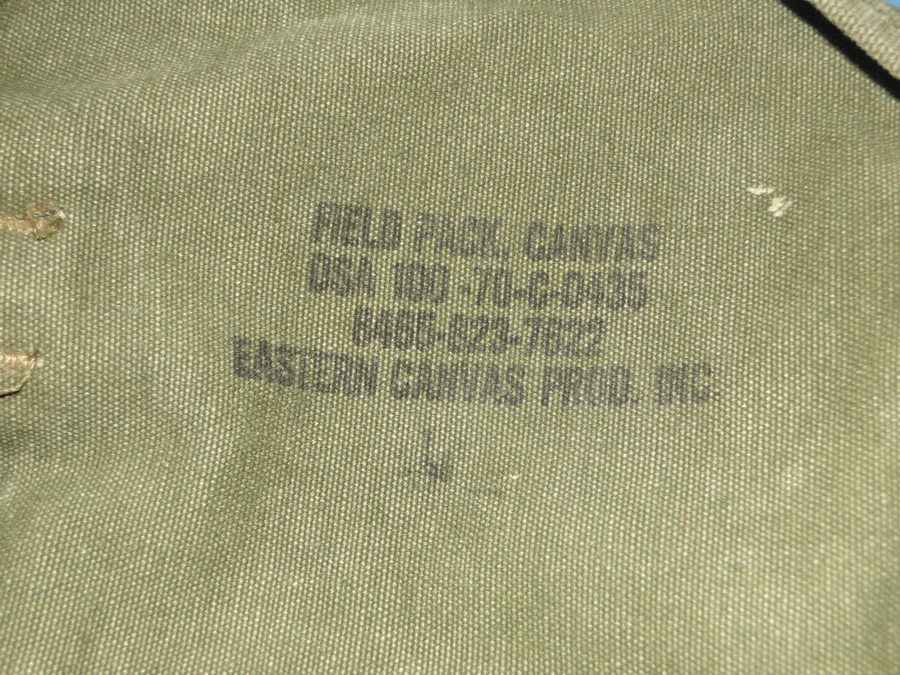 FIELD PACK, CANVAS
DSA 100-70-C-0435
8465-823-7622
EASTERN CANVAS PROD. INC.